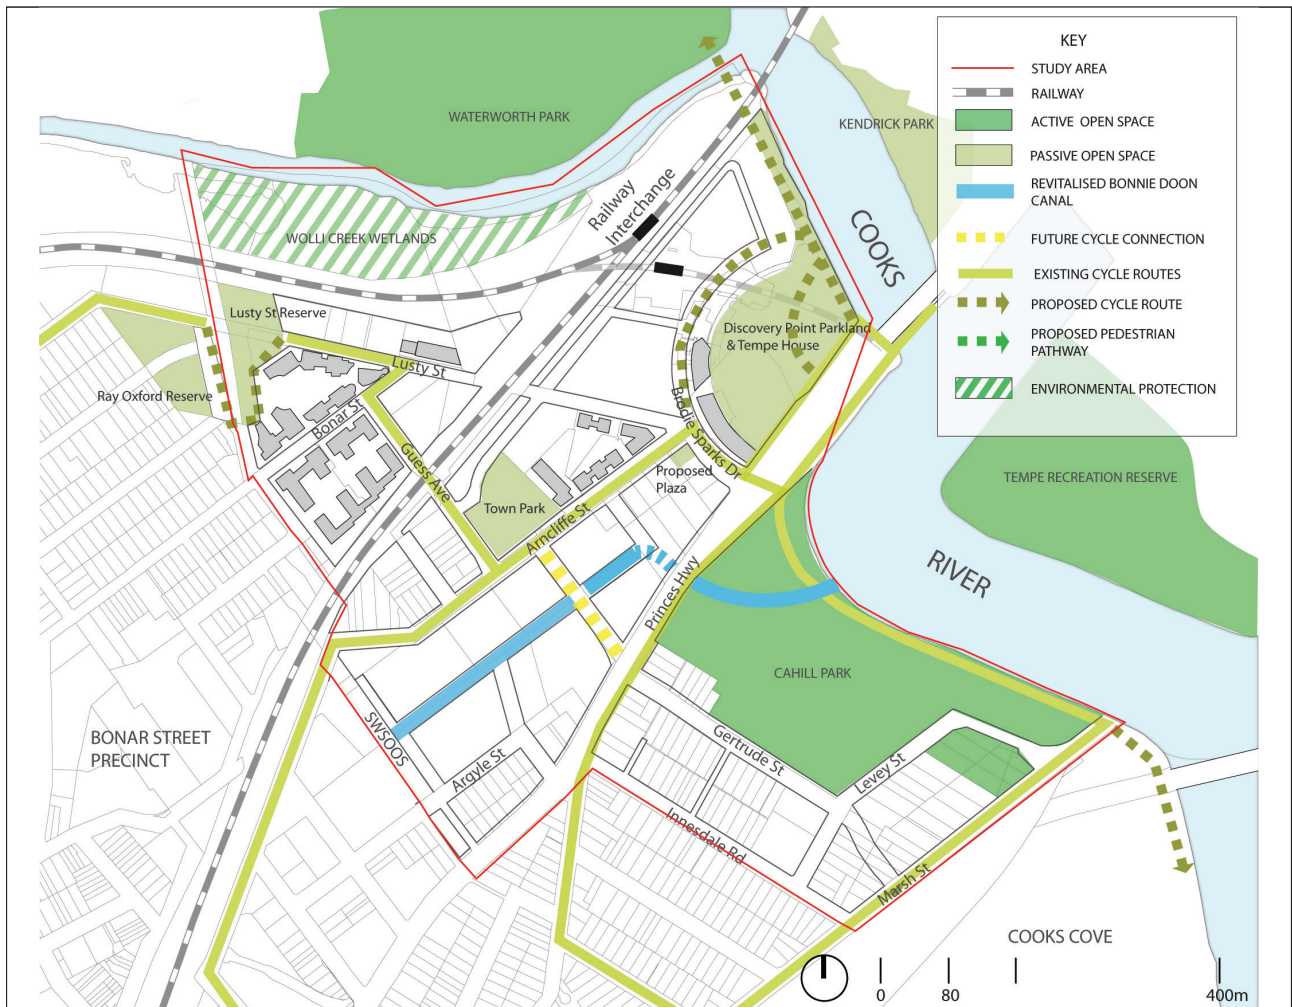 KEY
STUDY AREA
RAILWAY
ACTIVE OPEN SPACE
PASSIVE OPEN SPACE
REVITALISED BONNIE DOON
CANAL
FUTURE CYCLE CONNECTION
EXISTING CYCLE ROUTES
PROPOSED CYCLE ROUTE
PROPOSED PEDESTRIAN
PATHWAY
ENVIRONMENTAL PROTECTION
WATERWORTH PARK
KENDRICK PARK
WOLLI CREEK WETLANDS
Railway
Interchange
COOKS
RIVER
Lusty St Reserve
Discovery Point Parkland
& Tempe House
Lusty St
Ray Oxford Reserve
Bonar St
Brodie Sparks Dr
Guess Ave
Proposed
Plaza
TEMPE RECREATION RESERVE
Town Park
Arncliffe St
Princes Hwy
CAHILL PARK
SWSOOS
BONAR STREET
PRECINCT
Argyle St
Gertrude St
Levey St
Innesdale Rd
Marsh St
COOKS COVE
0
80
400m